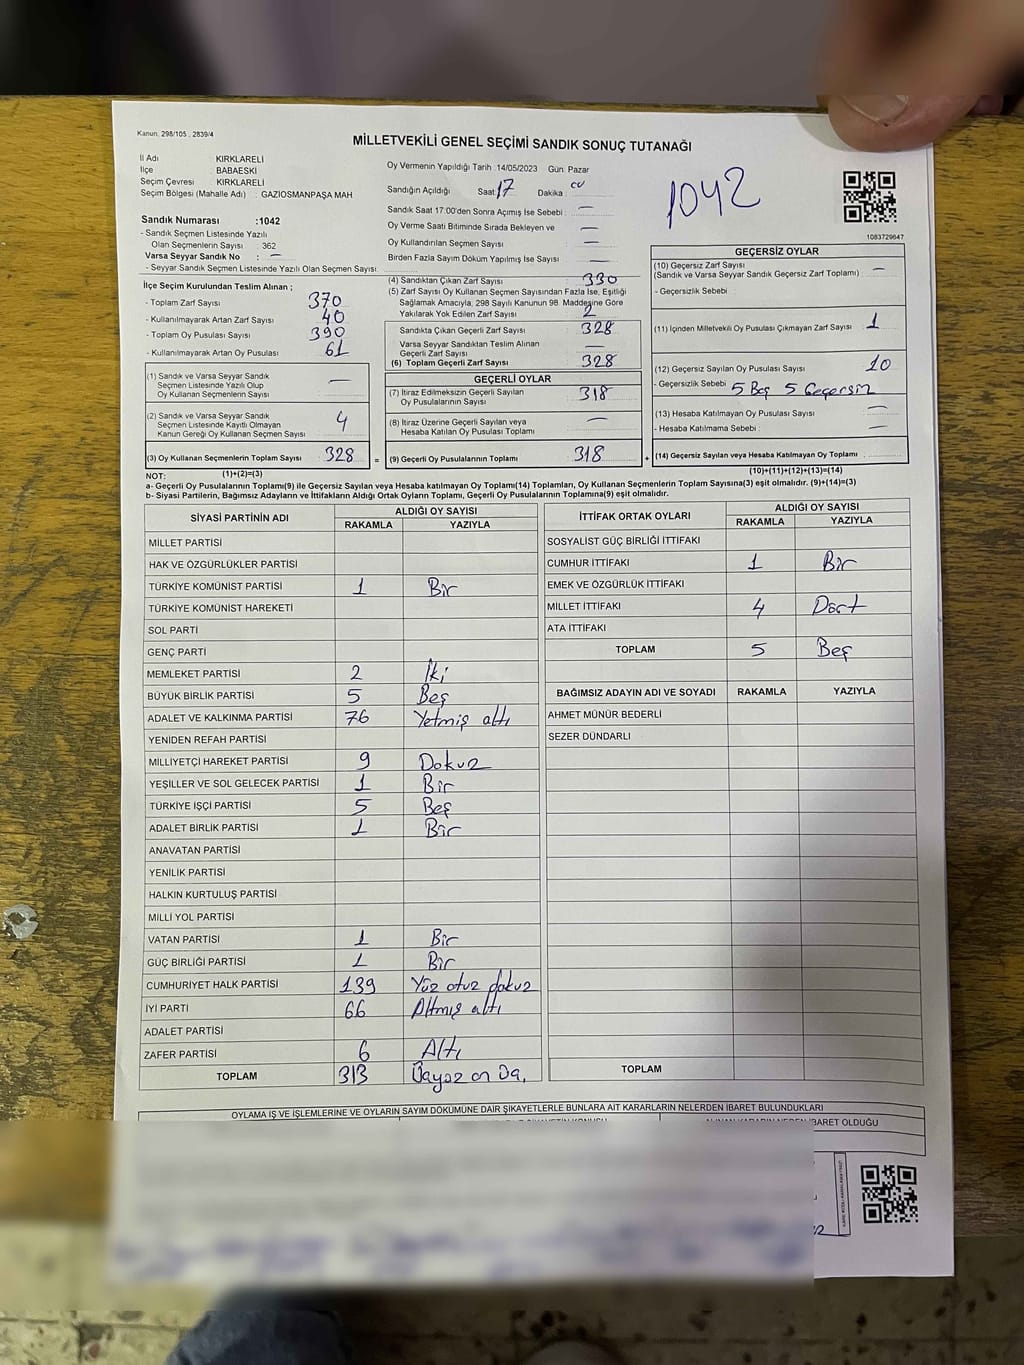 Kanun. 298/105 , 2839/4
MİLLETVEKİLİ GENEL SEÇİMİ SANDIK SONUÇ TUTANAĞI
1042
1083729647
İl Adı KIRKLARELİ
İlçe : BABAESKİ
Seçim Çevresi KIRKLARELİ
Seçim Bölgesi (Mahalle Adı) : GAZİOSMANPAŞA MAH
Sandık Numarası :1042
- Sandık Seçmen Listesinde Yazılı
Olan Seçmenlerin Sayısı : 362
Varsa Seyyar Sandık No : —
- Seyyar Sandık Seçmen Listesinde Yazılı Olan Seçmen Sayısı
Oy Vermenin Yapıldığı Tarih :14/05/2023 Gün: Pazar
Sandığın Açıldığı Saat: 17 Dakika:
Sandık Saat 17:00'den Sonra Açımış İse Sebebi : —
Oy Verme Saati Bitiminde Sırada Bekleyen ve —
Oy Kullandırılan Seçmen Sayısı —
Birden Fazla Sayım Döküm Yapılmış İse Sayısı —
İlçe Seçim Kurulundan Teslim Alınan ;
- Toplam Zarf Sayısı 370
- Kullanılmayarak Artan Zarf Sayısı 40
- Toplam Oy Pusulası Sayısı 390
- Kullanılmayarak Artan Oy Pusulası 61
(1) Sandık ve Varsa Seyyar Sandık
Seçmen Listesinde Yazılı Olup
Oy Kullanan Seçmenlerin Sayısı —
(2) Sandık ve Varsa Seyyar Sandık
Seçmen Listesinde Kayıtlı Olmayan
Kanun Gereği Oy Kullanan Seçmen Sayısı 4
(3) Oy Kullanan Seçmenlerin Toplam Sayısı 328 =
(4) Sandıktan Çıkan Zarf Sayısı : 330
(5) Zarf Sayısı Oy Kullanan Seçmen Sayısından Fazla İse, Eşitliği
Sağlamak Amacıyla; 298 Sayılı Kanunun 98. Maddesine Göre
Yakılarak Yok Edilen Zarf Sayısı : 2
Sandıkta Çıkan Geçerli Zarf Sayısı 328
Varsa Seyyar Sandıktan Teslim Alınan
Geçerli Zarf Sayısı —
(6) Toplam Geçerli Zarf Sayısı 328
GEÇERLİ OYLAR
(7) İtiraz Edilmeksizin Geçerli Sayılan
Oy Pusulalarının Sayısı 318
(8) İtiraz Üzerine Geçerli Sayılan veya
Hesaba Katılan Oy Pusulası Toplamı —
(9) Geçerli Oy Pusulalarının Toplamı 318 +
GEÇERSİZ OYLAR
(10) Geçersiz Zarf Sayısı
(Sandık ve Varsa Seyyar Sandık Geçersiz Zarf Toplamı) —
- Geçersizlik Sebebi :
(11) İçinden Milletvekili Oy Pusulası Çıkmayan Zarf Sayısı 1
(12) Geçersiz Sayılan Oy Pusulası Sayısı 10
- Geçersizlik Sebebi : 5 Boş 5 Geçersiz
(13) Hesaba Katılmayan Oy Pusulası Sayısı —
- Hesaba Katılmama Sebebi : —
(14) Geçersiz Sayılan veya Hesaba Katılmayan Oy Toplamı :
NOT: (1)+(2)=(3) (10)+(11)+(12)+(13)=(14)
a- Geçerli Oy Pusulalarının Toplamı(9) ile Geçersiz Sayılan veya Hesaba katılmayan Oy Toplamı(14) Toplamları, Oy Kullanan Seçmenlerin Toplam Sayısına(3) eşit olmalıdır. (9)+(14)=(3)
b- Siyasi Partilerin, Bağımsız Adayların ve İttifakların Aldığı Ortak Oyların Toplamı, Geçerli Oy Pusulalarının Toplamına(9) eşit olmalıdır.
SİYASİ PARTİNİN ADI ALDIĞI OY SAYISI
RAKAMLA YAZIYLA
MİLLET PARTİSİ
HAK VE ÖZGÜRLÜKLER PARTİSİ
TÜRKİYE KOMÜNİST PARTİSİ 1 Bir
TÜRKİYE KOMÜNİST HAREKETİ
SOL PARTİ
GENÇ PARTİ
MEMLEKET PARTİSİ 2 İki
BÜYÜK BİRLİK PARTİSİ 5 Beş
ADALET VE KALKINMA PARTİSİ 76 Yetmiş altı
YENİDEN REFAH PARTİSİ
MİLLİYETÇİ HAREKET PARTİSİ 9 Dokuz
YEŞİLLER VE SOL GELECEK PARTİSİ 1 Bir
TÜRKİYE İŞÇİ PARTİSİ 5 Beş
ADALET BİRLİK PARTİSİ 1 Bir
ANAVATAN PARTİSİ
YENİLİK PARTİSİ
HALKIN KURTULUŞ PARTİSİ
MİLLİ YOL PARTİSİ
VATAN PARTİSİ 1 Bir
GÜÇ BİRLİĞİ PARTİSİ 1 Bir
CUMHURİYET HALK PARTİSİ 139 Yüz otuz dokuz
İYİ PARTİ 66 Altmış altı
ADALET PARTİSİ
ZAFER PARTİSİ 6 Altı
TOPLAM 313
İTTİFAK ORTAK OYLARI ALDIĞI OY SAYISI
RAKAMLA YAZIYLA
SOSYALİST GÜÇ BİRLİĞİ İTTİFAKI
CUMHUR İTTİFAKI 1 Bir
EMEK VE ÖZGÜRLÜK İTTİFAKI
MİLLET İTTİFAKI 4 Dört
ATA İTTİFAKI
TOPLAM 5 Beş
BAĞIMSIZ ADAYIN ADI VE SOYADI RAKAMLA YAZIYLA
AHMET MÜNÜR BEDERLİ
SEZER DÜNDARLI
TOPLAM
OYLAMA İŞ VE İŞLEMLERİNE VE OYLARIN SAYIM DÖKÜMÜNE DAİR ŞİKAYETLERLE BUNLARA AİT KARARLARIN NELERDEN İBARET BULUNDUKLARI
İBARET OLDUĞU